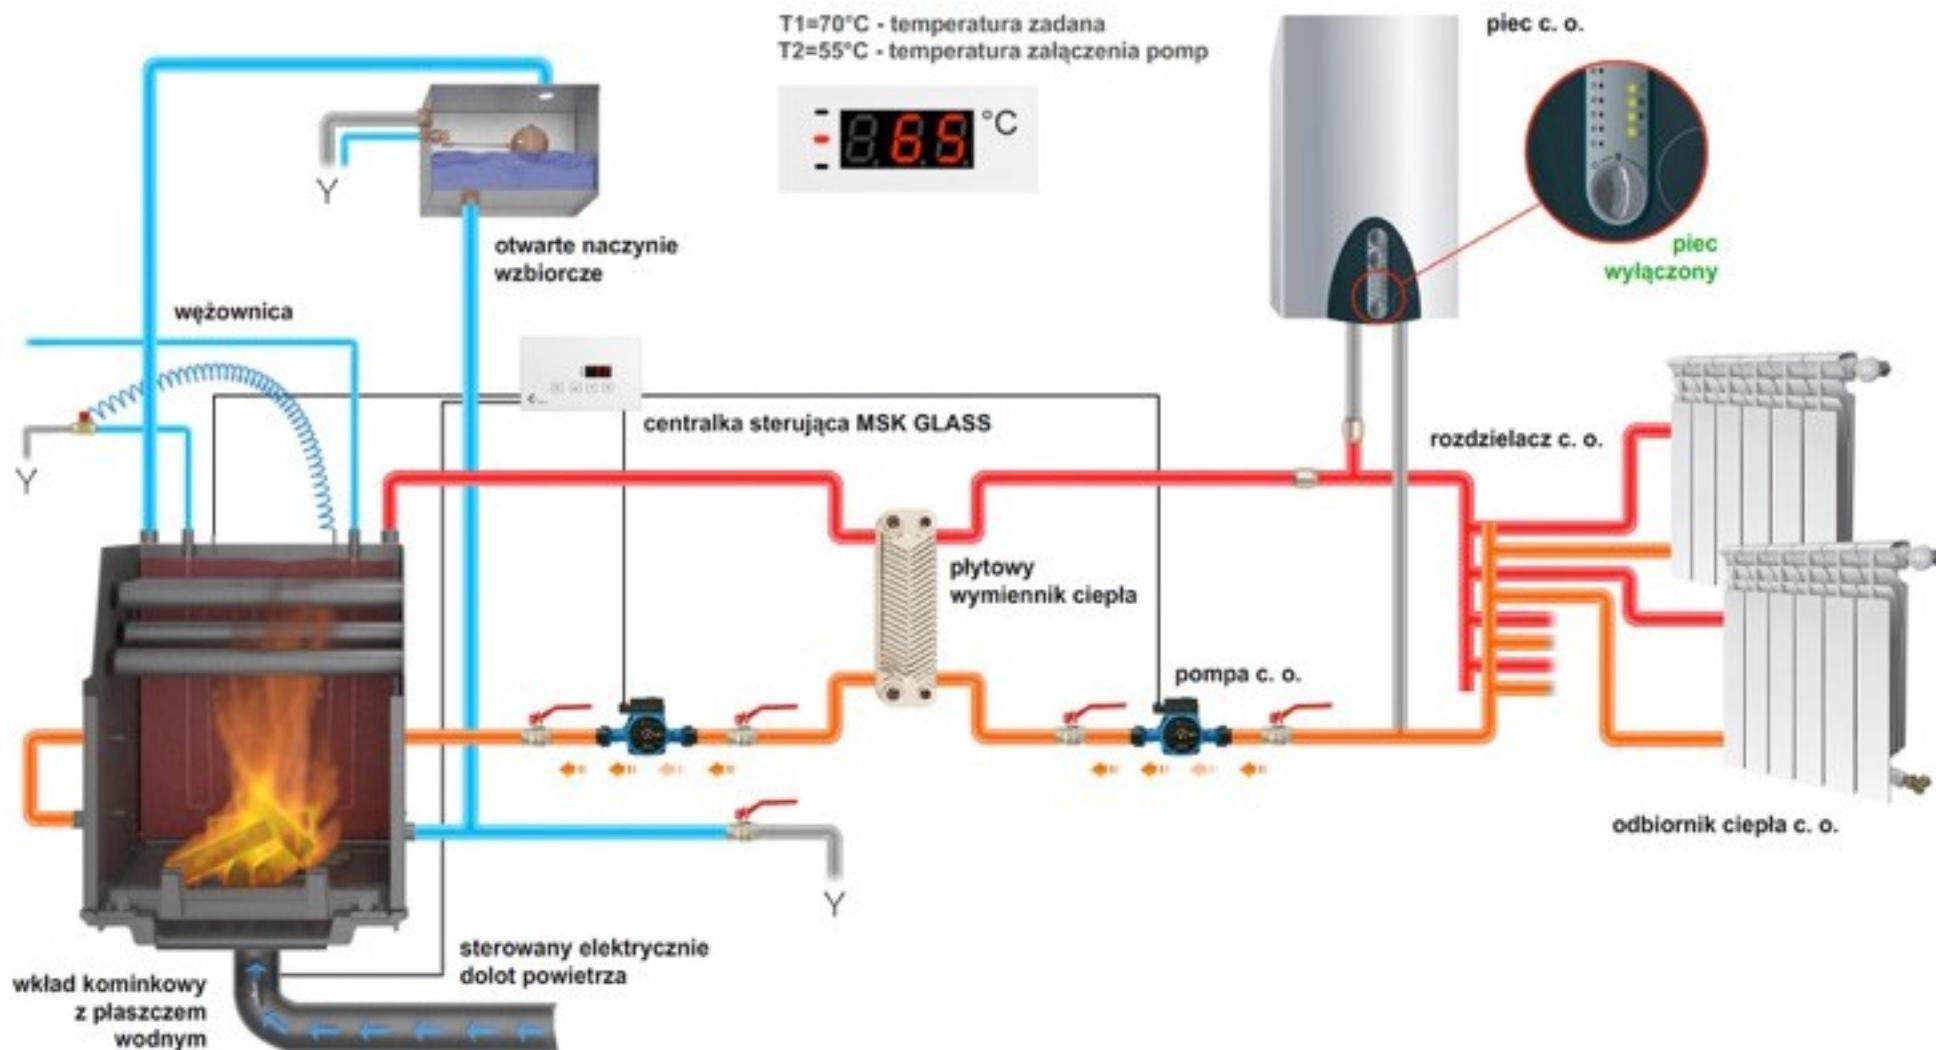 T1=70°C - temperatura zadana
T2=55°C - temperatura załączenia pomp
65 °C
piec c. o.
piec
wyłączony
otwarte naczynie
wzbiorcze
wężownica
centralka sterująca MSK GLASS
rozdzielacz c. o.
płytowy
wymiennik ciepła
pompa c. o.
odbiornik ciepła c. o.
sterowany elektrycznie
dolot powietrza
wkład kominkowy
z płaszczem
wodnym